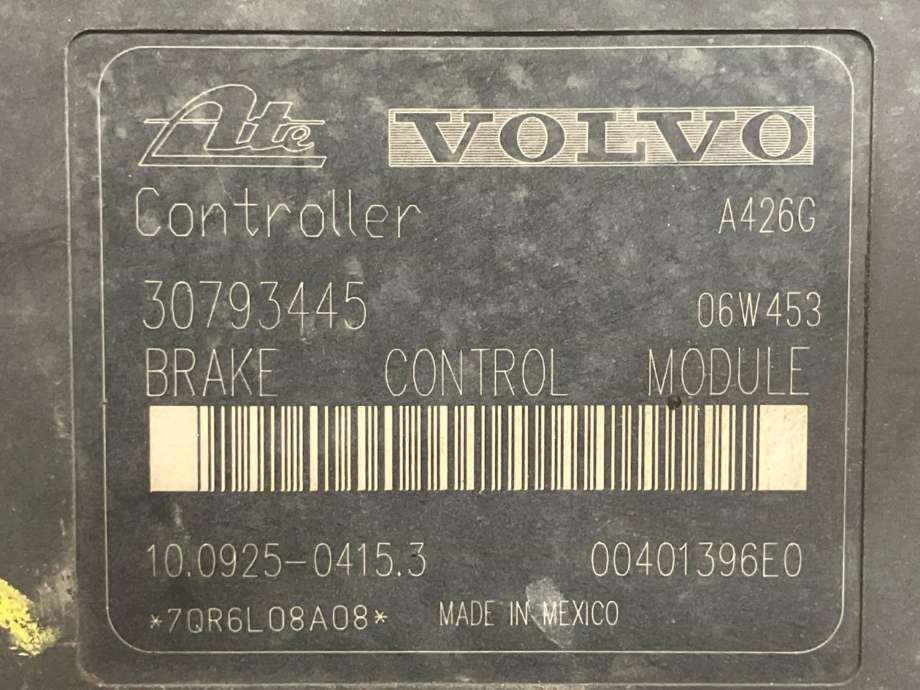 Ate VOLVO
Controller A426G
30793445 06W453
BRAKE CONTROL MODULE
10.0925-0415.3 00401396E0
*7QR6L08A08* MADE IN MEXICO